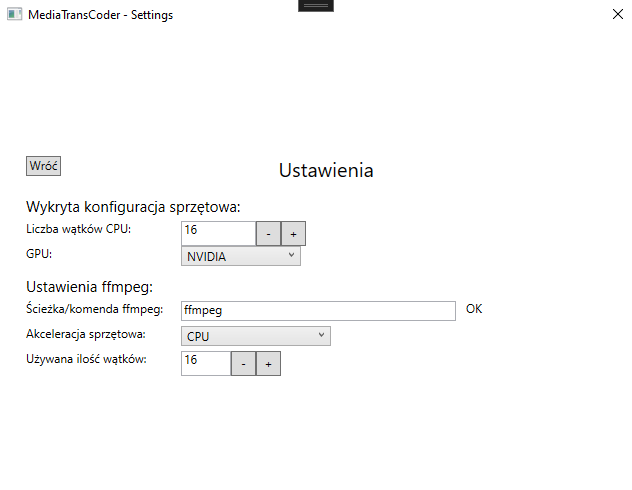 MediaTransCoder - Settings
Wróć
Ustawienia
Wykryta konfiguracja sprzętowa:
Liczba wątków CPU: 16 - +
GPU: NVIDIA
Ustawienia ffmpeg:
Ścieżka/komenda ffmpeg: ffmpeg OK
Akceleracja sprzętowa: CPU
Używana ilość wątków: 16 - +